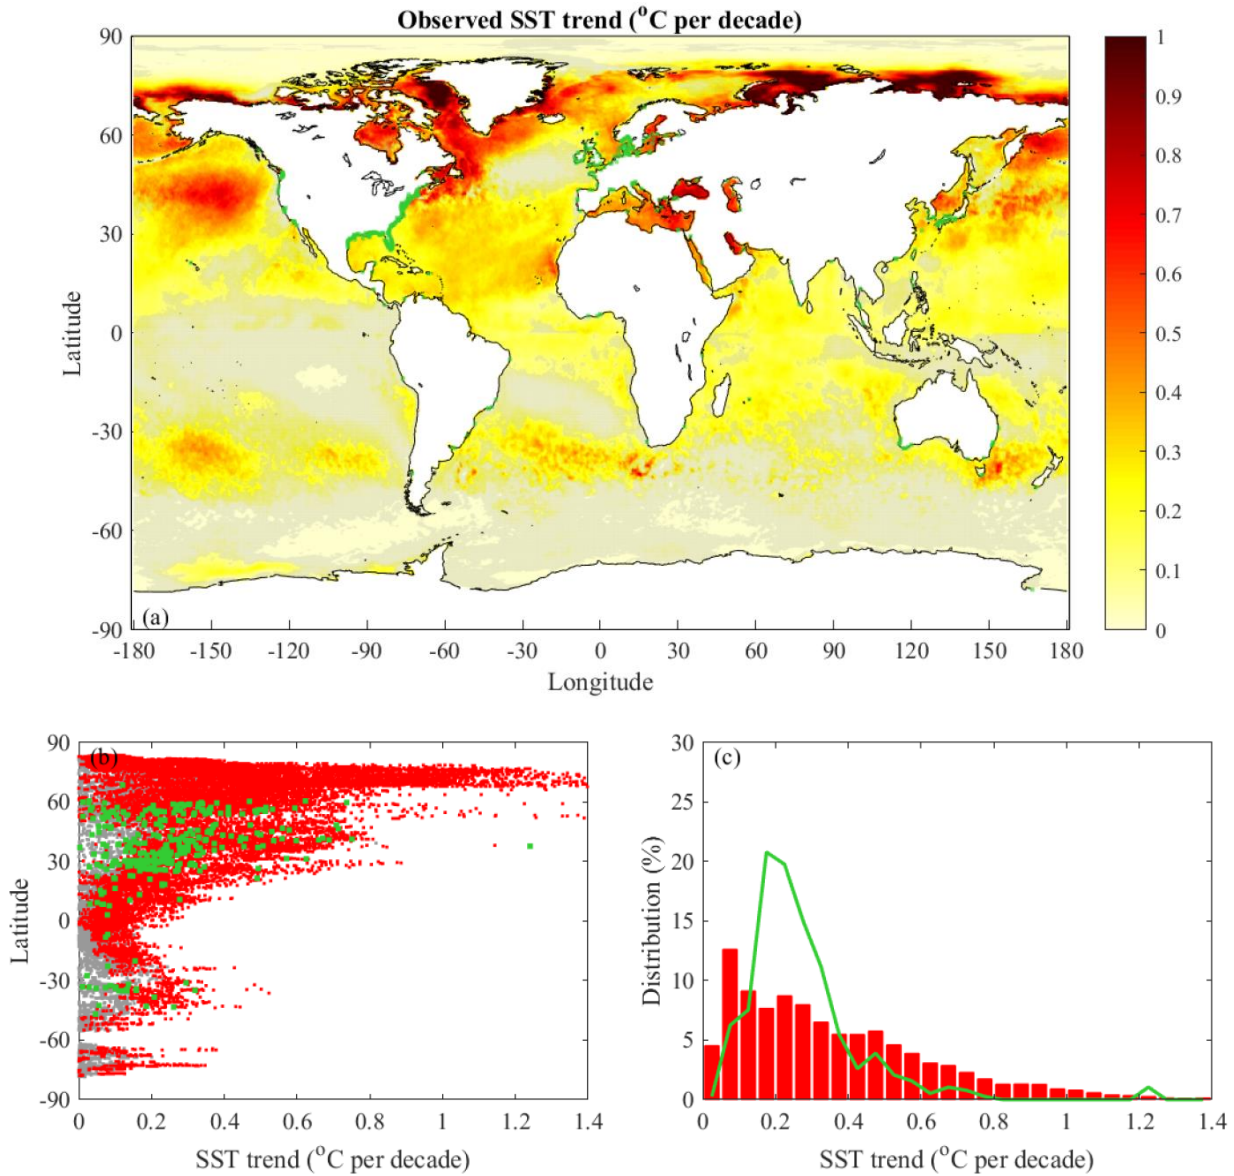 Observed SST trend (°C per decade)
90
60
30
0
-30
-60
-90
Latitude
(a)
-180 -150 -120 -90 -60 -30 0 30 60 90 120 150 180
Longitude
1
0.9
0.8
0.7
0.6
0.5
0.4
0.3
0.2
0.1
0
(b)
90
60
30
0
-30
-60
-90
Latitude
0 0.2 0.4 0.6 0.8 1 1.2 1.4
SST trend (°C per decade)
(c)
30
25
20
15
10
5
0
Distribution (%)
0 0.2 0.4 0.6 0.8 1 1.2 1.4
SST trend (°C per decade)